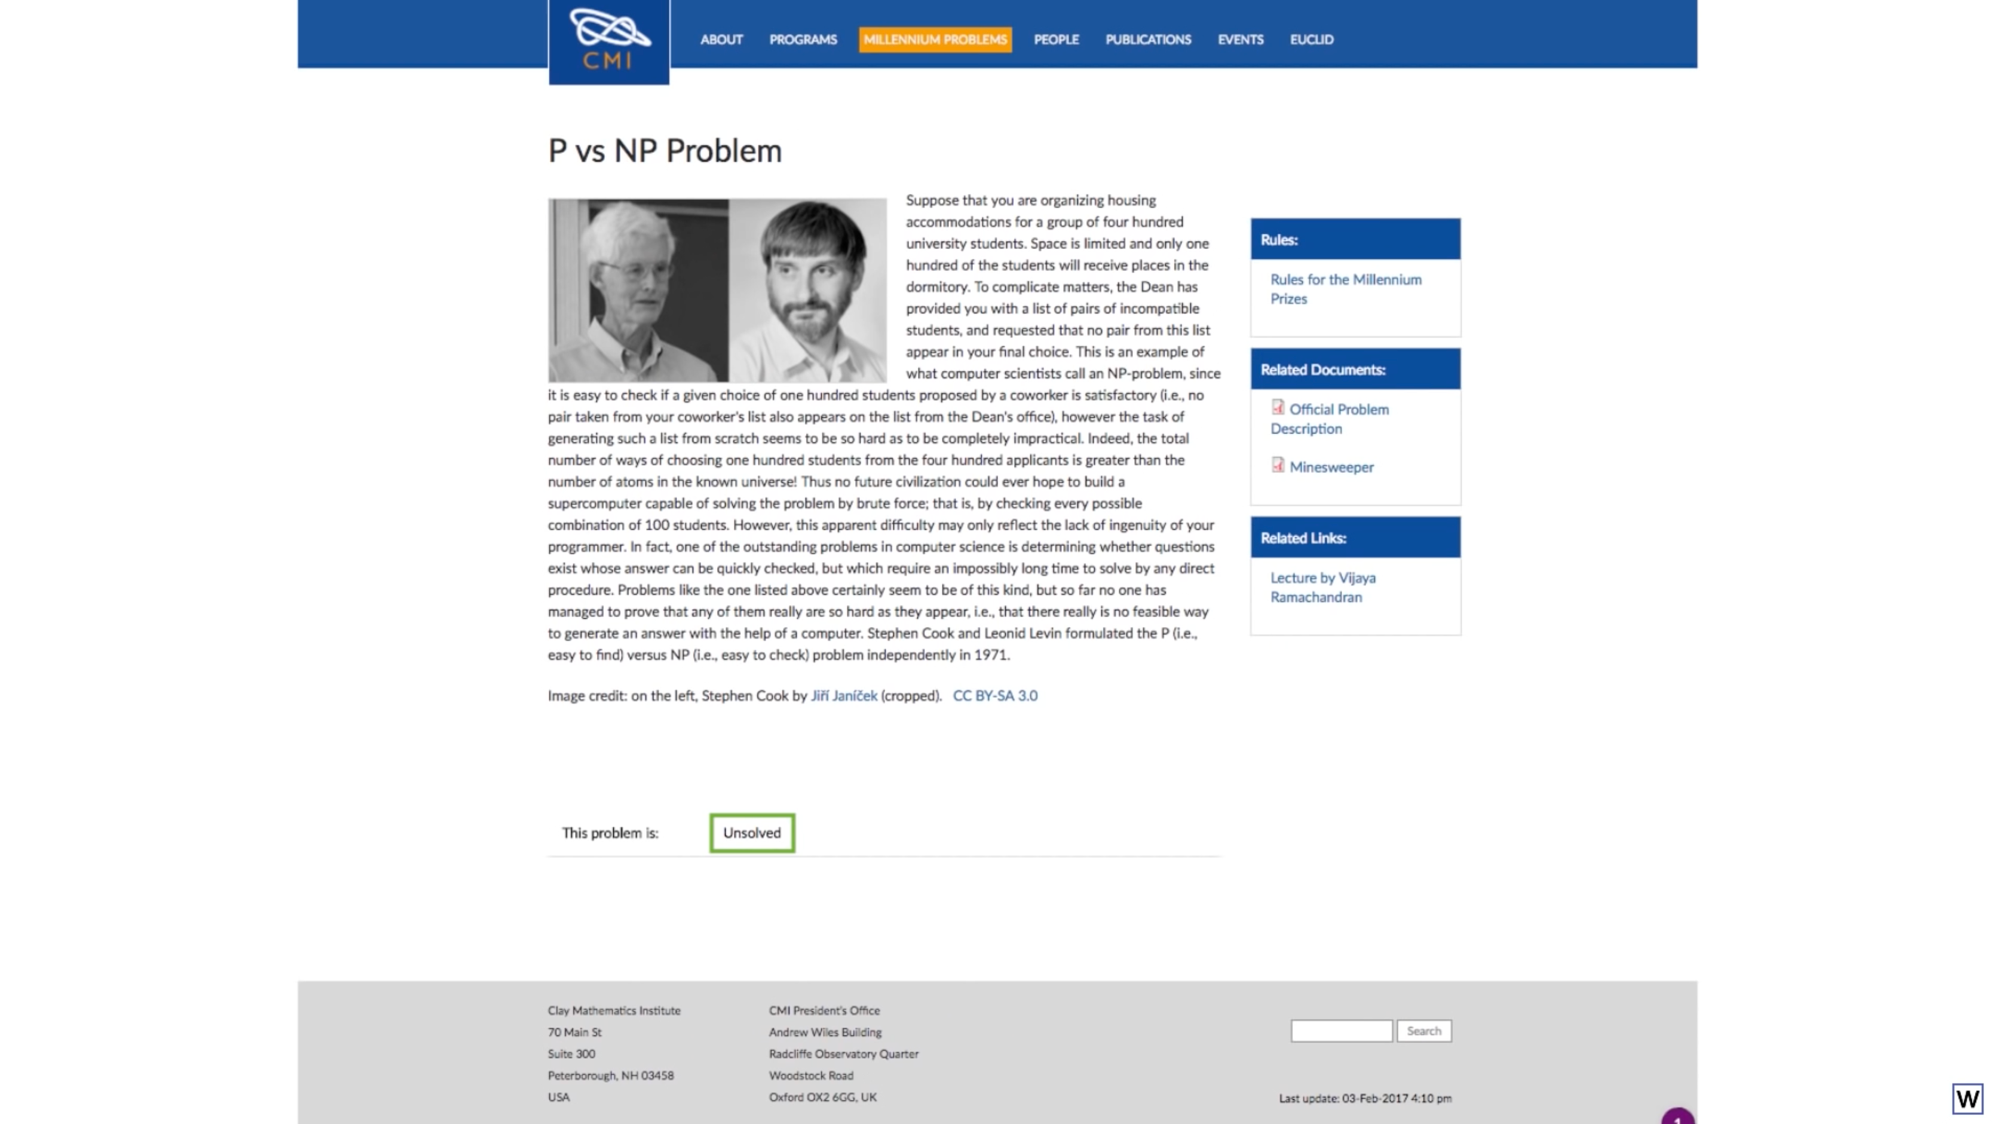 CMI
ABOUT PROGRAMS MILLENNIUM PROBLEMS PEOPLE PUBLICATIONS EVENTS EUCLID
P vs NP Problem
Suppose that you are organizing housing
accommodations for a group of four hundred
university students. Space is limited and only one
hundred of the students will receive places in the
dormitory. To complicate matters, the Dean has
provided you with a list of pairs of incompatible
students, and requested that no pair from this list
appear in your final choice. This is an example of
what computer scientists call an NP-problem, since
it is easy to check if a given choice of one hundred students proposed by a coworker is satisfactory (i.e., no
pair taken from your coworker's list also appears on the list from the Dean's office), however the task of
generating such a list from scratch seems to be so hard as to be completely impractical. Indeed, the total
number of ways of choosing one hundred students from the four hundred applicants is greater than the
number of atoms in the known universe! Thus no future civilization could ever hope to build a
supercomputer capable of solving the problem by brute force; that is, by checking every possible
combination of 100 students. However, this apparent difficulty may only reflect the lack of ingenuity of your
programmer. In fact, one of the outstanding problems in computer science is determining whether questions
exist whose answer can be quickly checked, but which require an impossibly long time to solve by any direct
procedure. Problems like the one listed above certainly seem to be of this kind, but so far no one has
managed to prove that any of them really are so hard as they appear, i.e., that there really is no feasible way
to generate an answer with the help of a computer. Stephen Cook and Leonid Levin formulated the P (i.e.,
easy to find) versus NP (i.e., easy to check) problem independently in 1971.
Image credit: on the left, Stephen Cook by Jiří Janíček (cropped). CC BY-SA 3.0
This problem is: Unsolved
Rules:
Rules for the Millennium
Prizes
Related Documents:
Official Problem
Description
Minesweeper
Related Links:
Lecture by Vijaya
Ramachandran
Clay Mathematics Institute
70 Main St
Suite 300
Peterborough, NH 03458
USA
CMI President's Office
Andrew Wiles Building
Radcliffe Observatory Quarter
Woodstock Road
Oxford OX2 6GG, UK
Search
Last update: 03-Feb-2017 4:10 pm
W